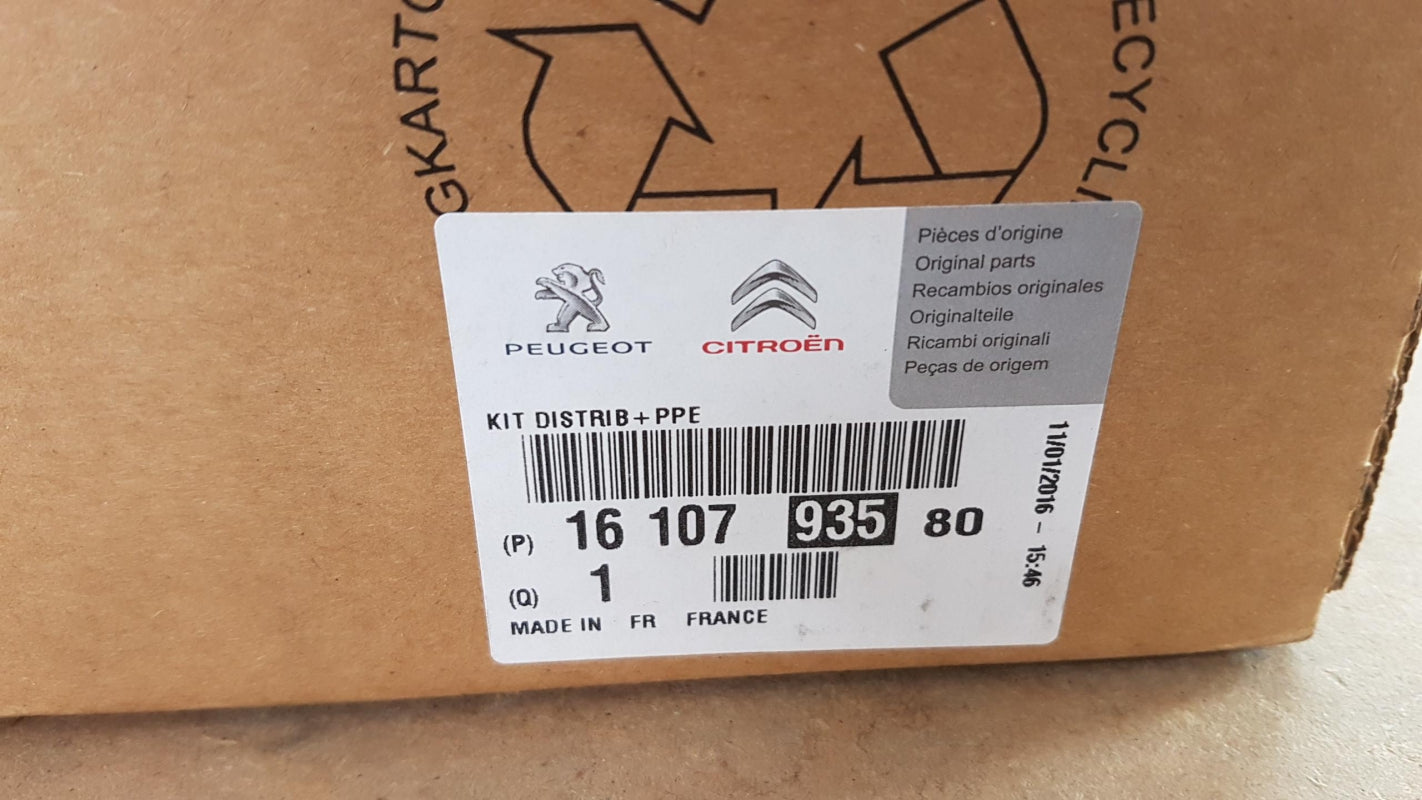 GKARTO
ECYCLI
PEUGEOT
CITROËN
Pièces d'origine
Original parts
Recambios originales
Originalteile
Ricambi originali
Peças de origem
KIT DISTRIB+PPE
(P) 16 107 935 80
(Q) 1
MADE IN FR FRANCE
11/01/2016 - 15:46